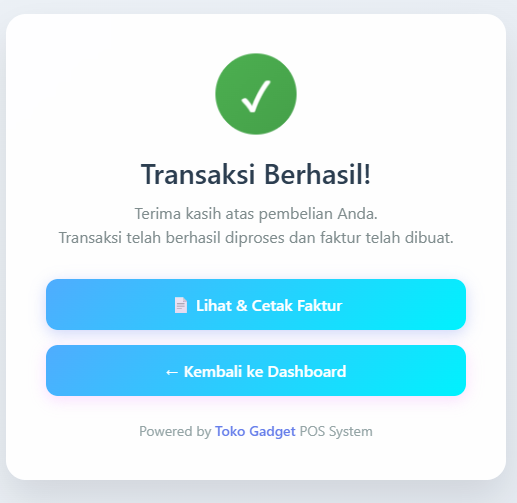 Transaksi Berhasil!
Terima kasih atas pembelian Anda.
Transaksi telah berhasil diproses dan faktur telah dibuat.
Lihat & Cetak Faktur
← Kembali ke Dashboard
Powered by Toko Gadget POS System